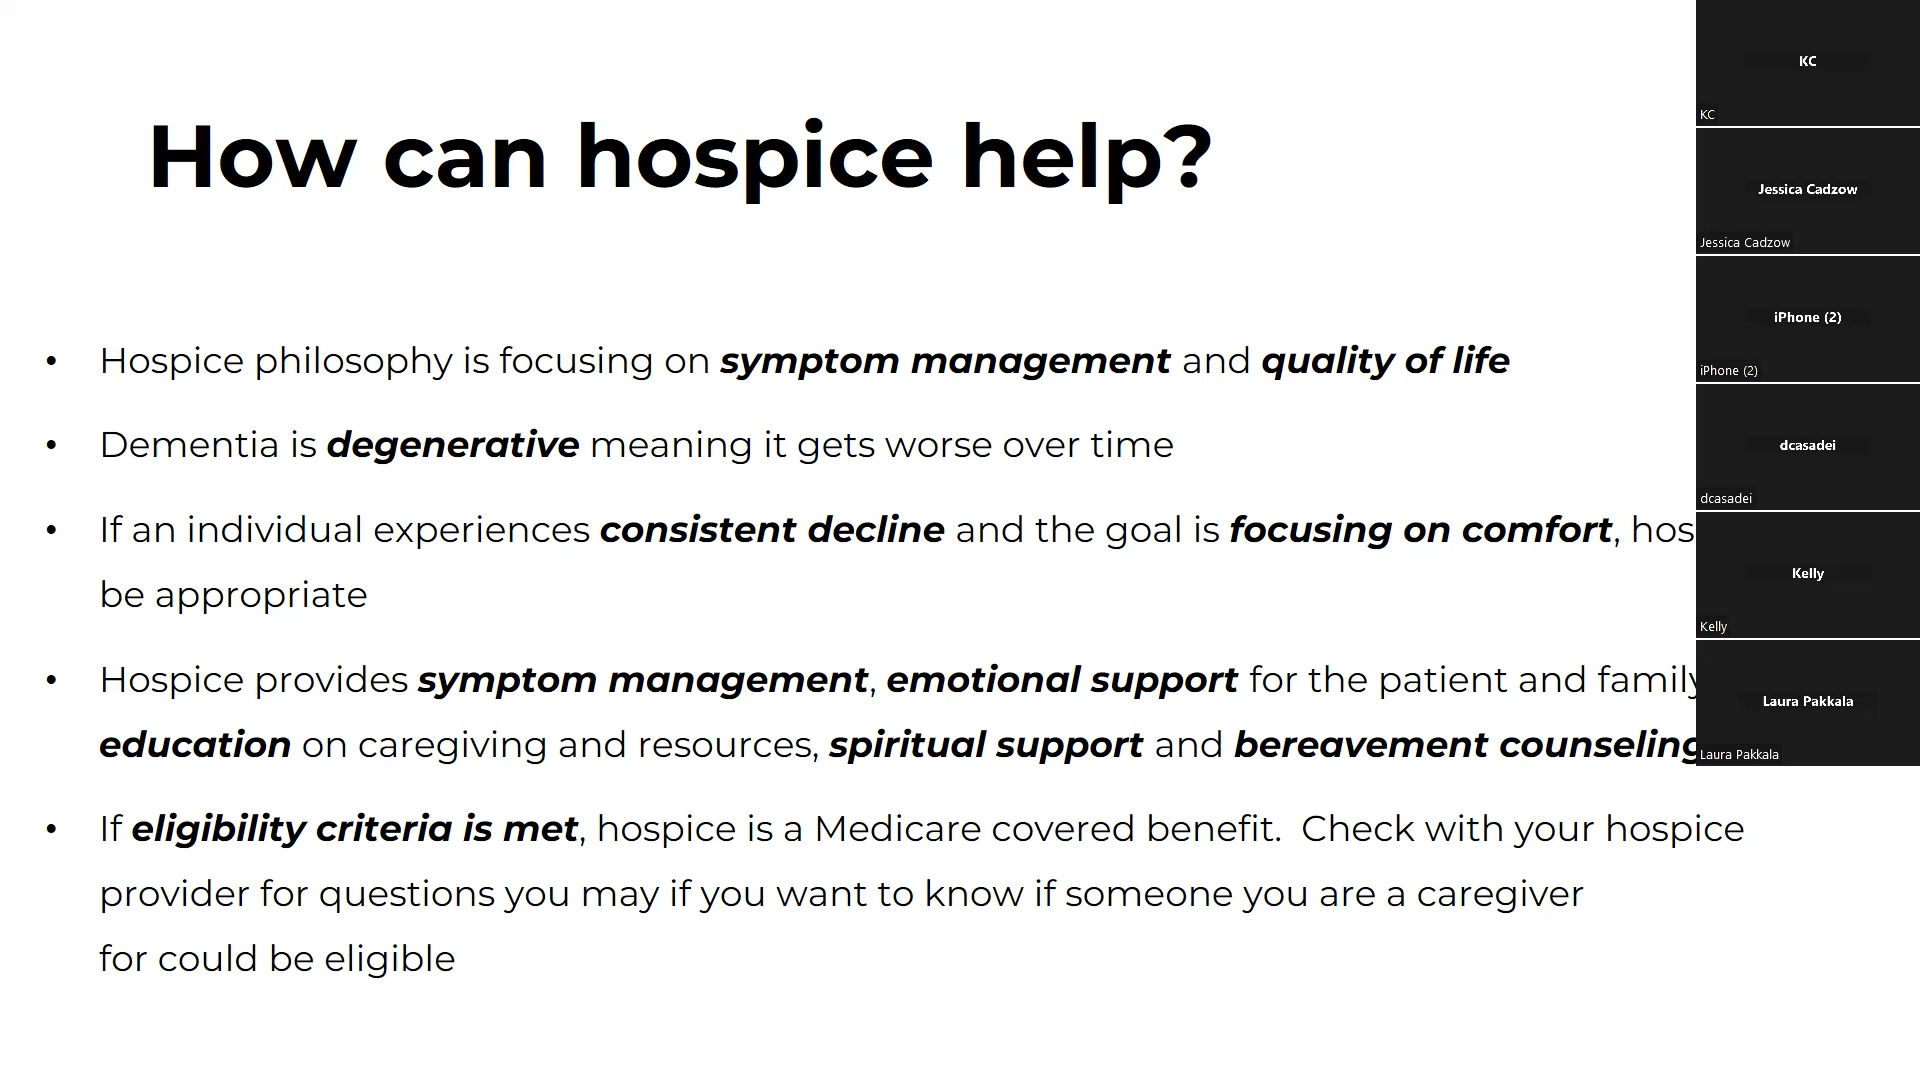 How can hospice help?
• Hospice philosophy is focusing on symptom management and quality of life
• Dementia is degenerative meaning it gets worse over time
• If an individual experiences consistent decline and the goal is focusing on comfort, hos
be appropriate
• Hospice provides symptom management, emotional support for the patient and family
education on caregiving and resources, spiritual support and bereavement counseling
• If eligibility criteria is met, hospice is a Medicare covered benefit.  Check with your hospice
provider for questions you may if you want to know if someone you are a caregiver
for could be eligible
KC
KC
Jessica Cadzow
Jessica Cadzow
iPhone (2)
iPhone (2)
dcasadei
dcasadei
Kelly
Kelly
Laura Pakkala
Laura Pakkala